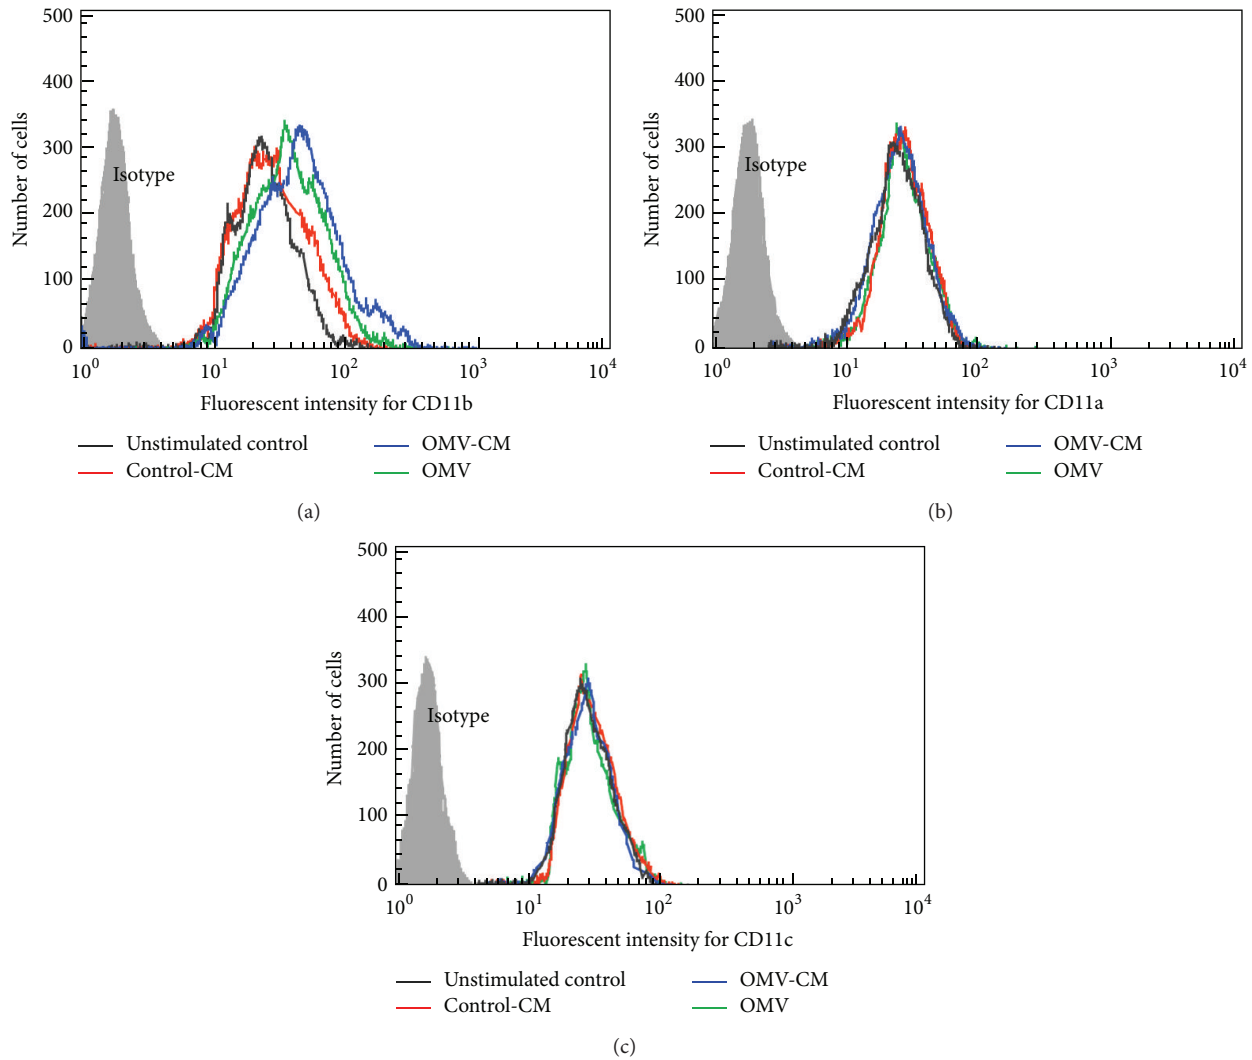 500
400
300
200
100
0
Number of cells
Isotype
10⁰ 10¹ 10² 10³ 10⁴
Fluorescent intensity for CD11b
Unstimulated control
Control-CM
OMV-CM
OMV
(a)
500
400
300
200
100
0
Number of cells
Isotype
10⁰ 10¹ 10² 10³ 10⁴
Fluorescent intensity for CD11a
Unstimulated control
Control-CM
OMV-CM
OMV
(b)
500
400
300
200
100
0
Number of cells
Isotype
10⁰ 10¹ 10² 10³ 10⁴
Fluorescent intensity for CD11c
Unstimulated control
Control-CM
OMV-CM
OMV
(c)